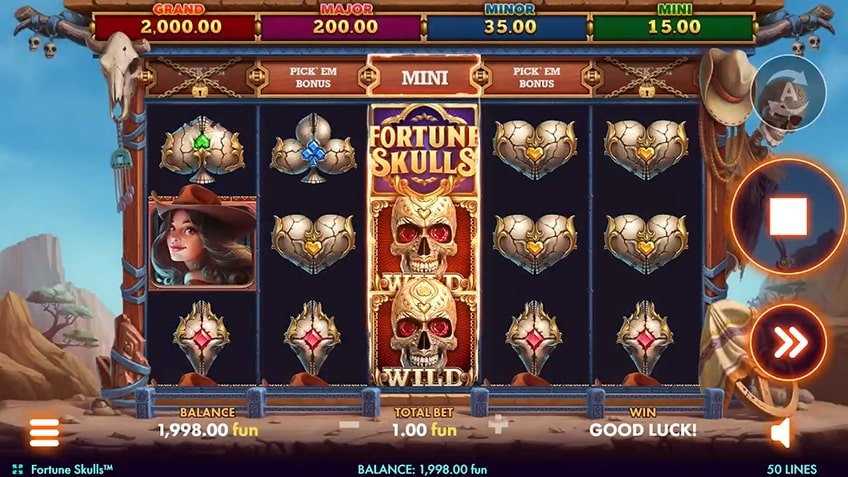 GRAND
MAJOR
MINOR
MINI
2,000.00
200.00
35.00
15.00
PICK'EM
BONUS
MINI
PICK'EM
BONUS
FORTUNE
SKULLS
WILD
WILD
A
BALANCE
TOTAL BET
WIN
1,998.00 fun
1.00 fun
GOOD LUCK!
Fortune Skulls™
BALANCE: 1,998.00 fun
50 LINES